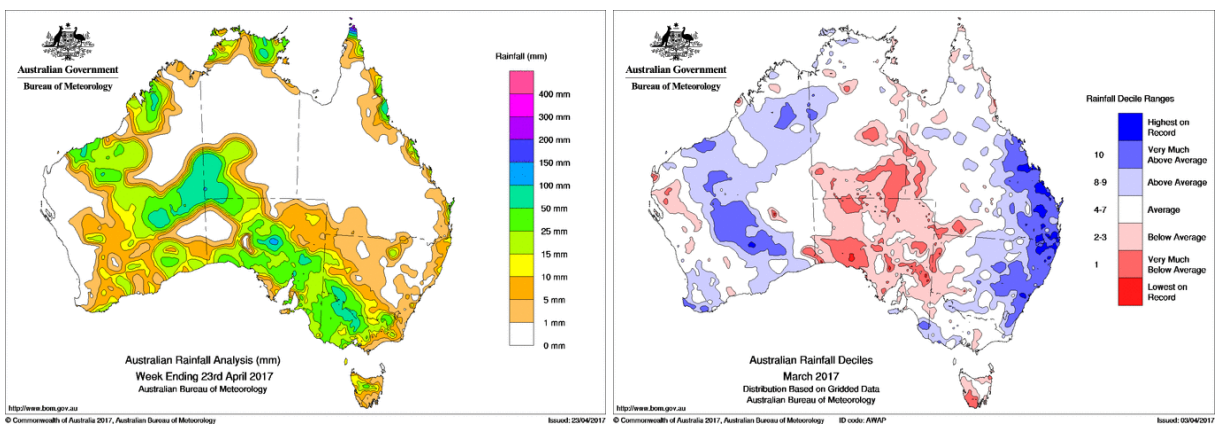 Australian Government
Bureau of Meteorology
Rainfall (mm)
400 mm
300 mm
200 mm
150 mm
100 mm
50 mm
25 mm
15 mm
10 mm
5 mm
1 mm
0 mm
Australian Rainfall Analysis (mm)
Week Ending 23rd April 2017
Australian Bureau of Meteorology
http://www.bom.gov.au
© Commonwealth of Australia 2017, Australian Bureau of Meteorology
Issued: 23/04/2017
Australian Government
Bureau of Meteorology
Rainfall Decile Ranges
Highest on
Record
10 Very Much
Above Average
8-9 Above Average
4-7 Average
2-3 Below Average
1 Very Much
Below Average
Lowest on
Record
Australian Rainfall Deciles
March 2017
Distribution Based on Gridded Data
Australian Bureau of Meteorology
http://www.bom.gov.au
© Commonwealth of Australia 2017, Australian Bureau of Meteorology
ID code: AWAP
Issued: 03/04/2017